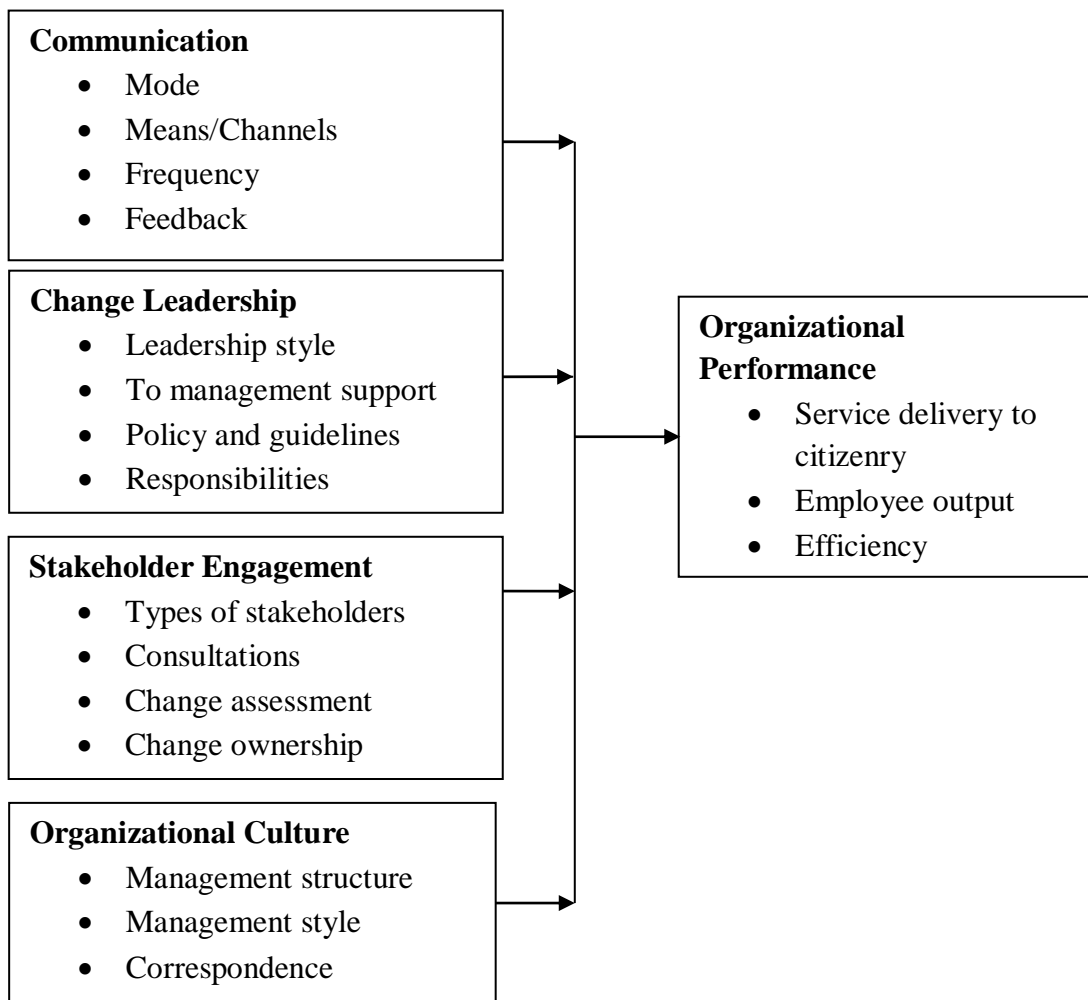 Communication
• Mode
• Means/Channels
• Frequency
• Feedback
Change Leadership
• Leadership style
• To management support
• Policy and guidelines
• Responsibilities
Stakeholder Engagement
• Types of stakeholders
• Consultations
• Change assessment
• Change ownership
Organizational Culture
• Management structure
• Management style
• Correspondence
Organizational
Performance
• Service delivery to
citizenry
• Employee output
• Efficiency